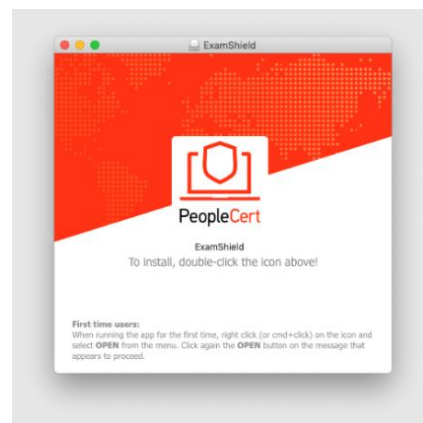 ExamShield
PeopleCert
ExamShield
To install, double-click the icon above!
First time users:
When running the app for the first time, right click (or cmd+click) on the icon and
select OPEN from the menu. Click again the OPEN button on the message that
appears to proceed.